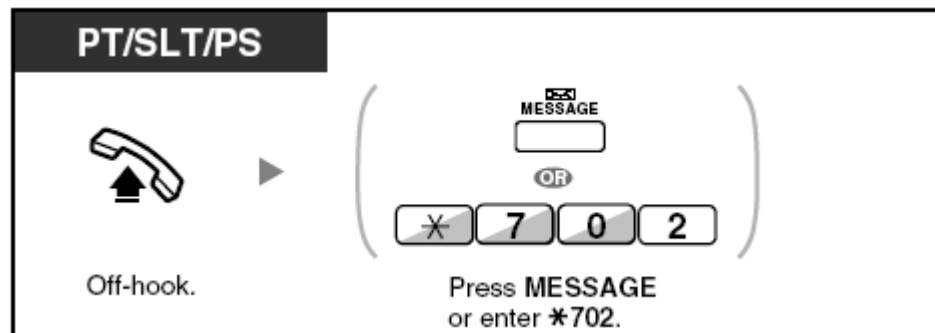 PT/SLT/PS
MESSAGE
OR
* 7 0 2
Off-hook.
Press MESSAGE
or enter *702.